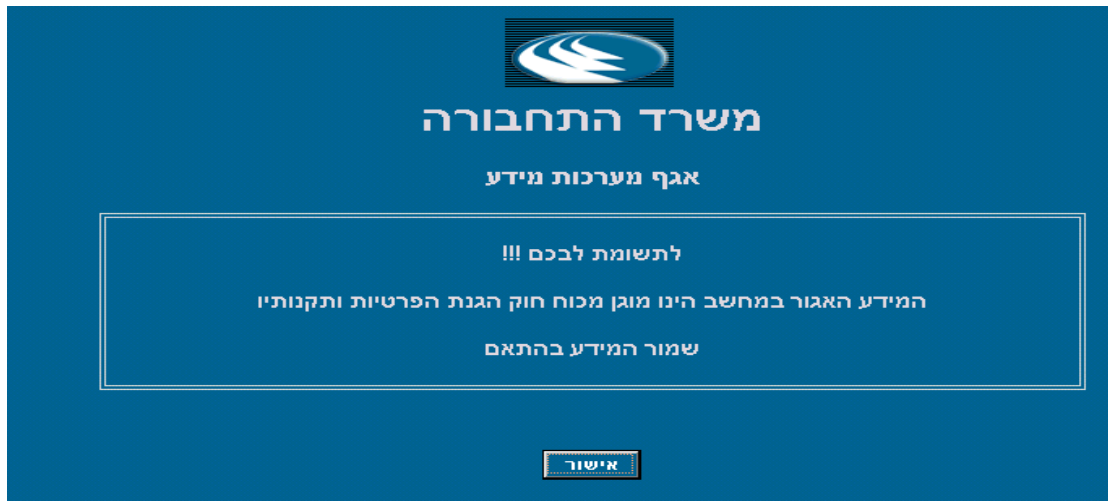 משרד התחבורה
אגף מערכות מידע
לתשומת לבכם !!!
המידע האגור במחשב הינו מוגן מכוח חוק הגנת הפרטיות ותקנותיו
שמור המידע בהתאם
אישור